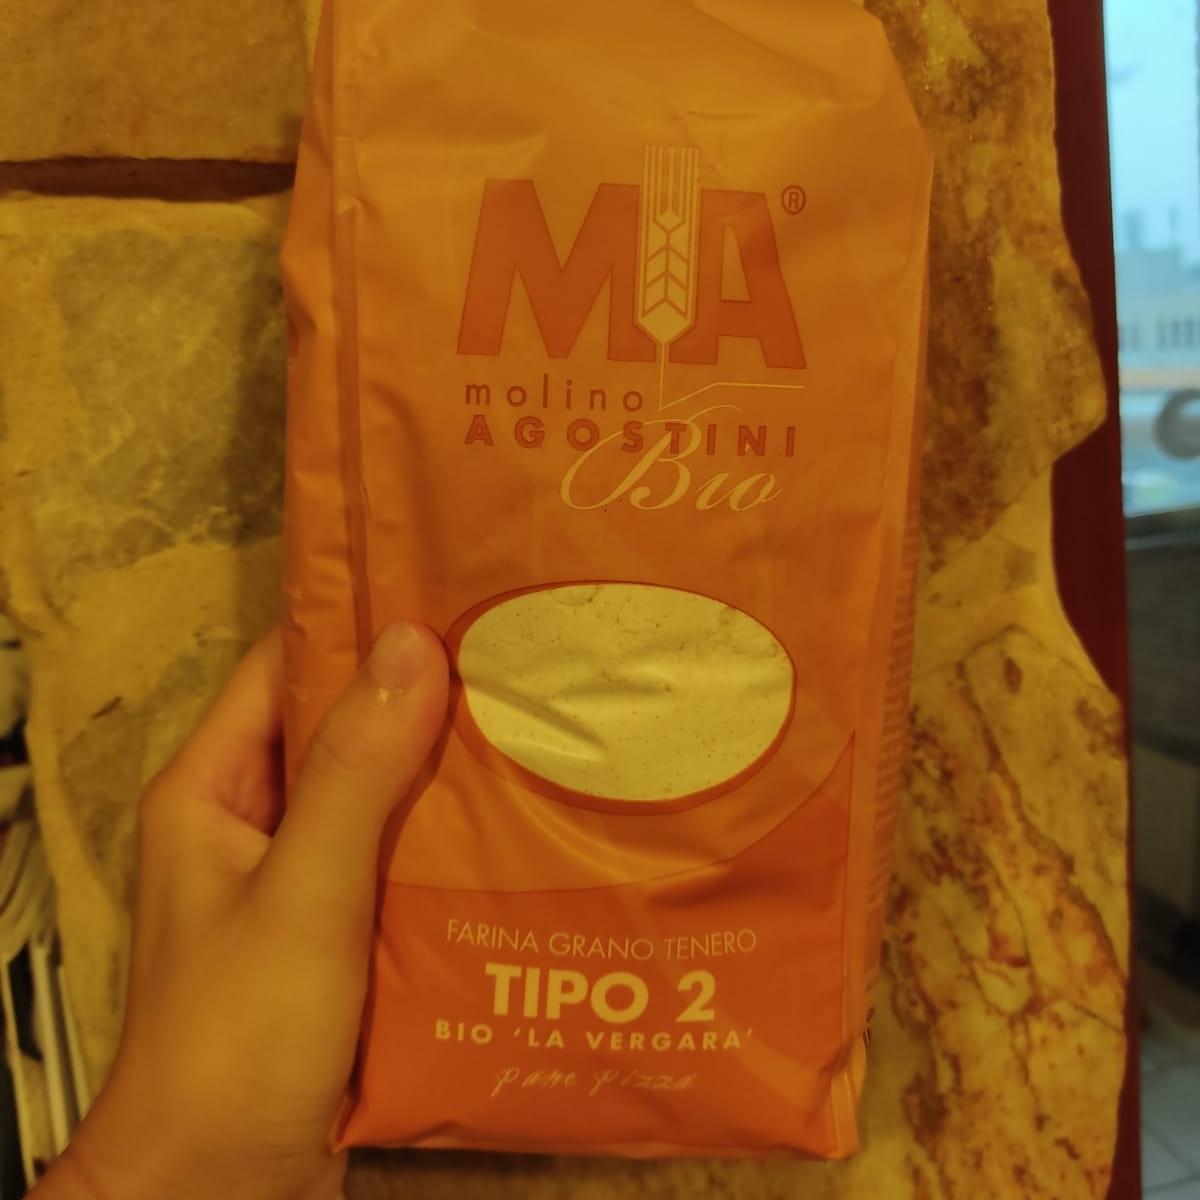 MA®
molino
AGOSTINI
Bio
FARINA GRANO TENERO
TIPO 2
BIO 'LA VERGARA'
pane pizza